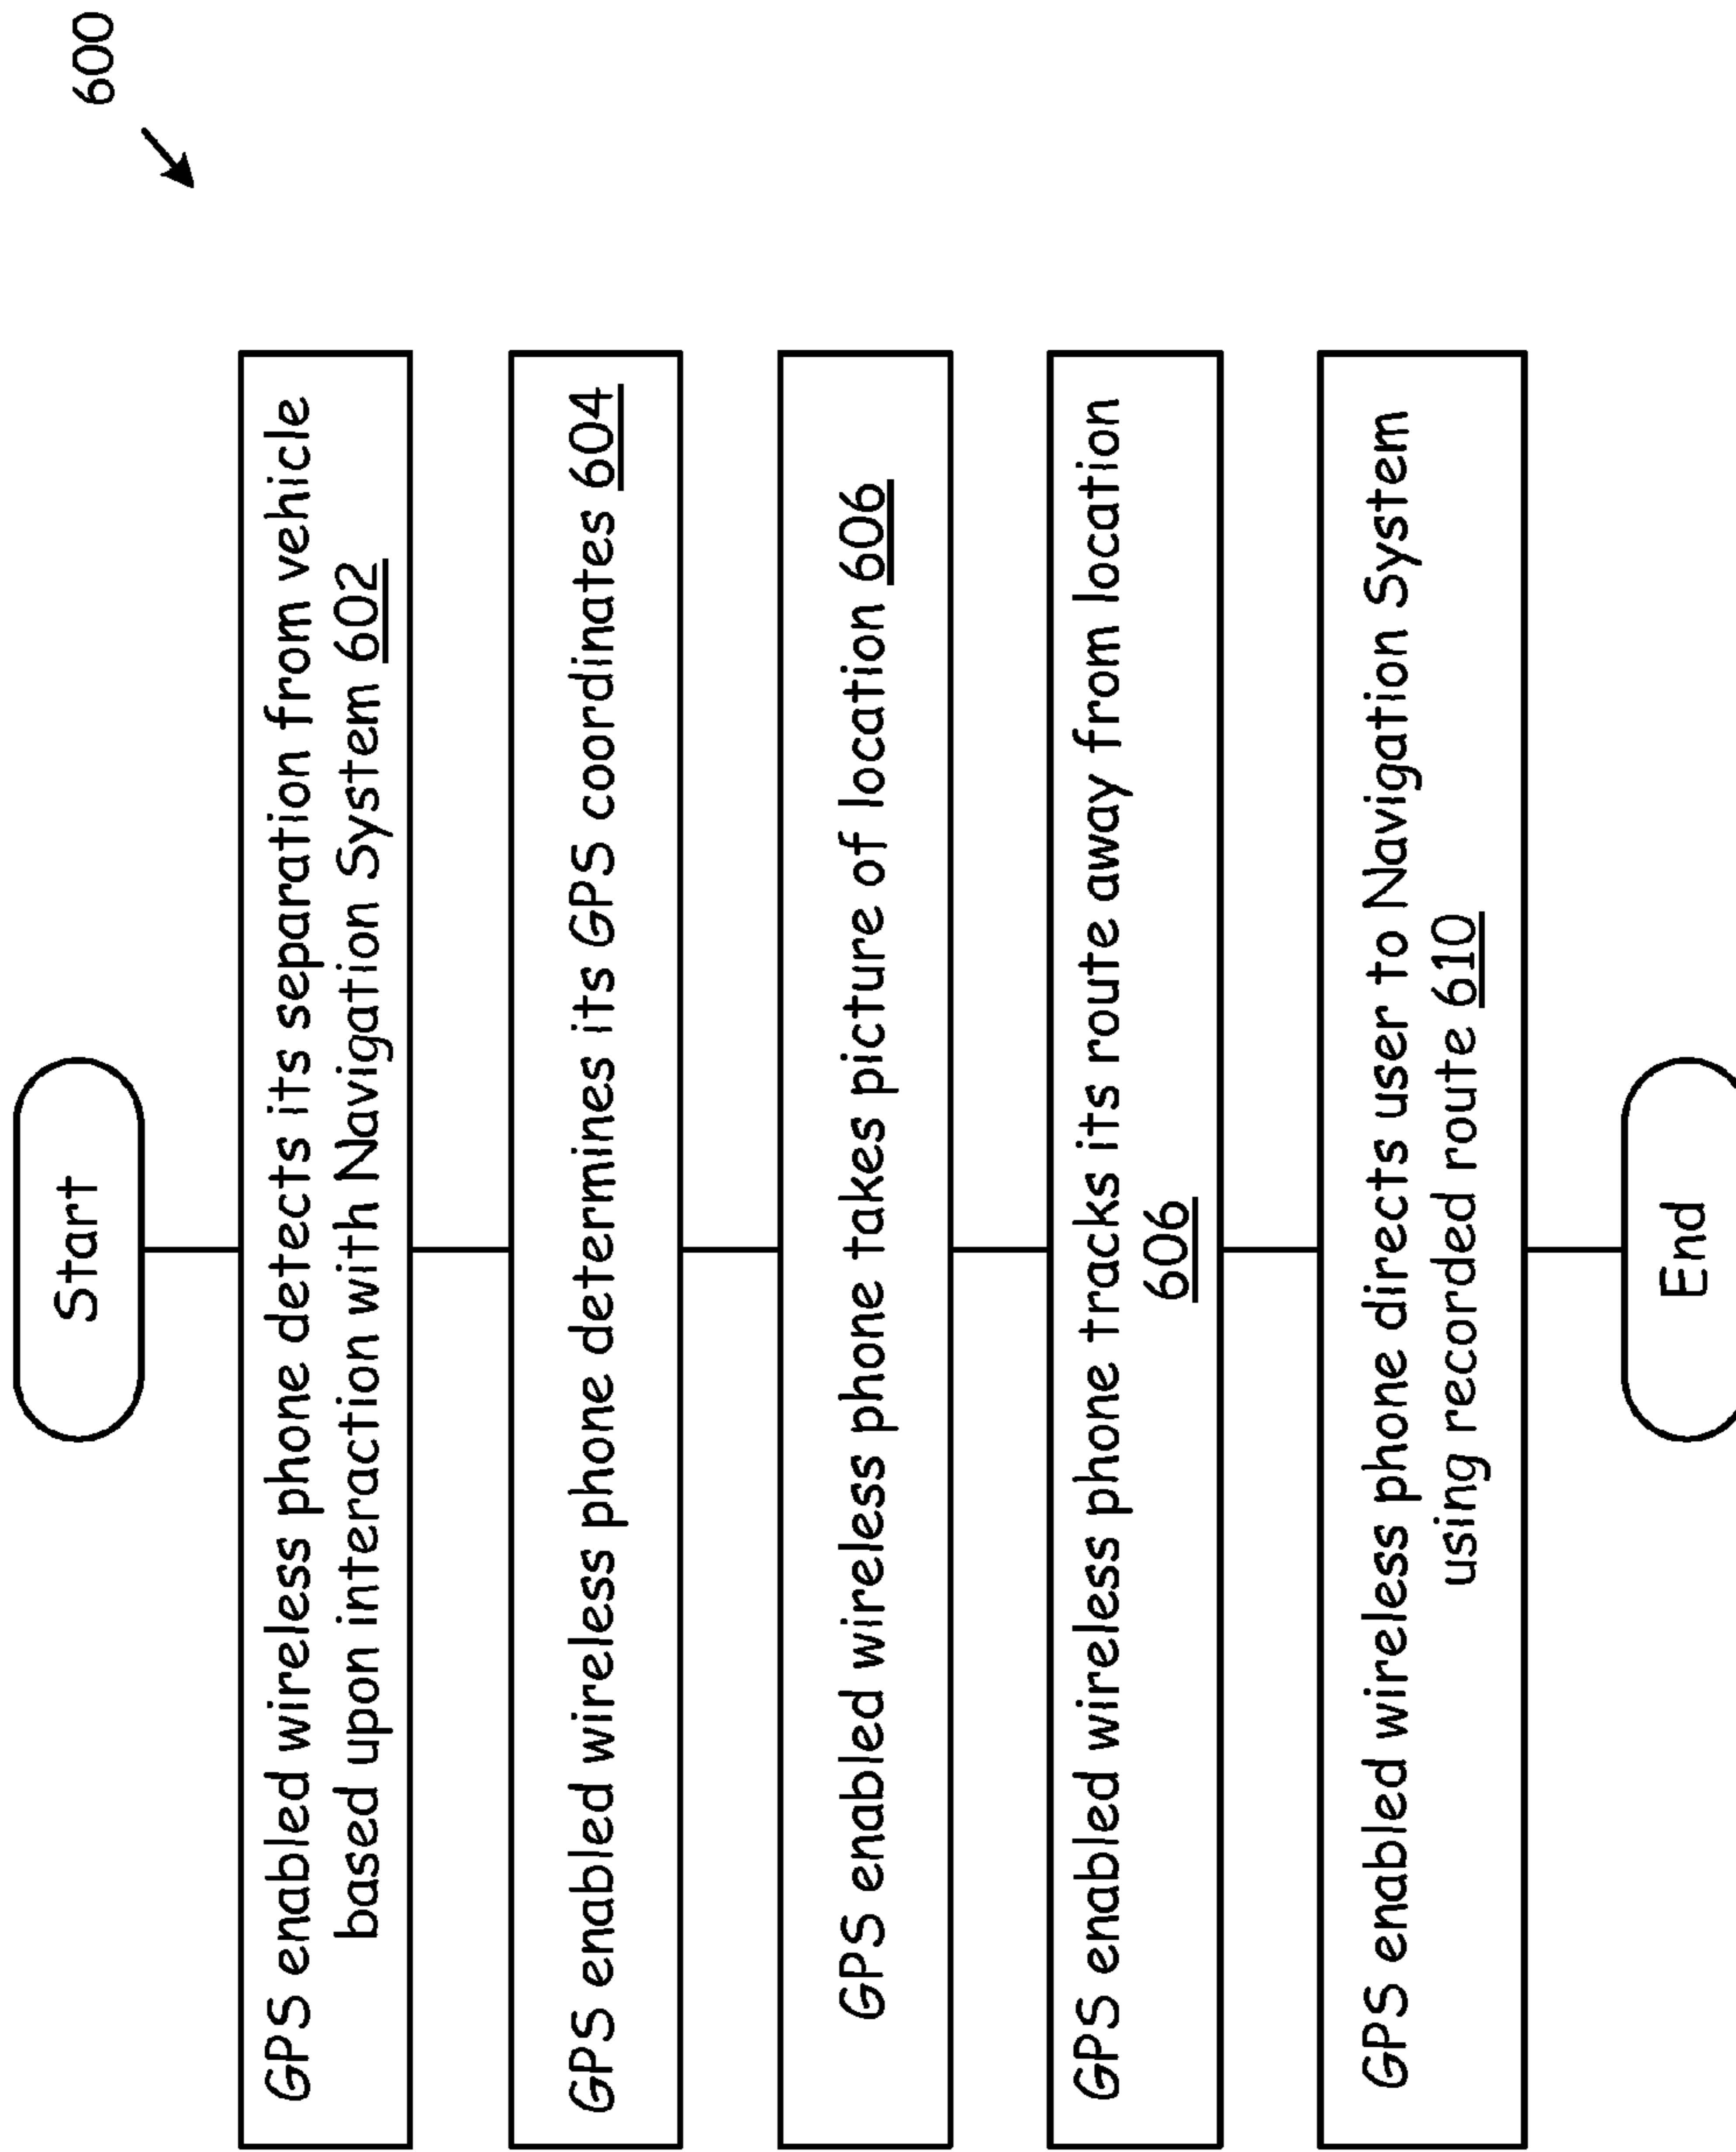 600
Start
GPS enabled wireless phone detects its separation from vehicle
based upon interaction with Navigation System 602
GPS enabled wireless phone determines its GPS coordinates 604
GPS enabled wireless phone takes picture of location 606
GPS enabled wireless phone tracks its route away from location
606
GPS enabled wireless phone directs user to Navigation System
using recorded route 610
End